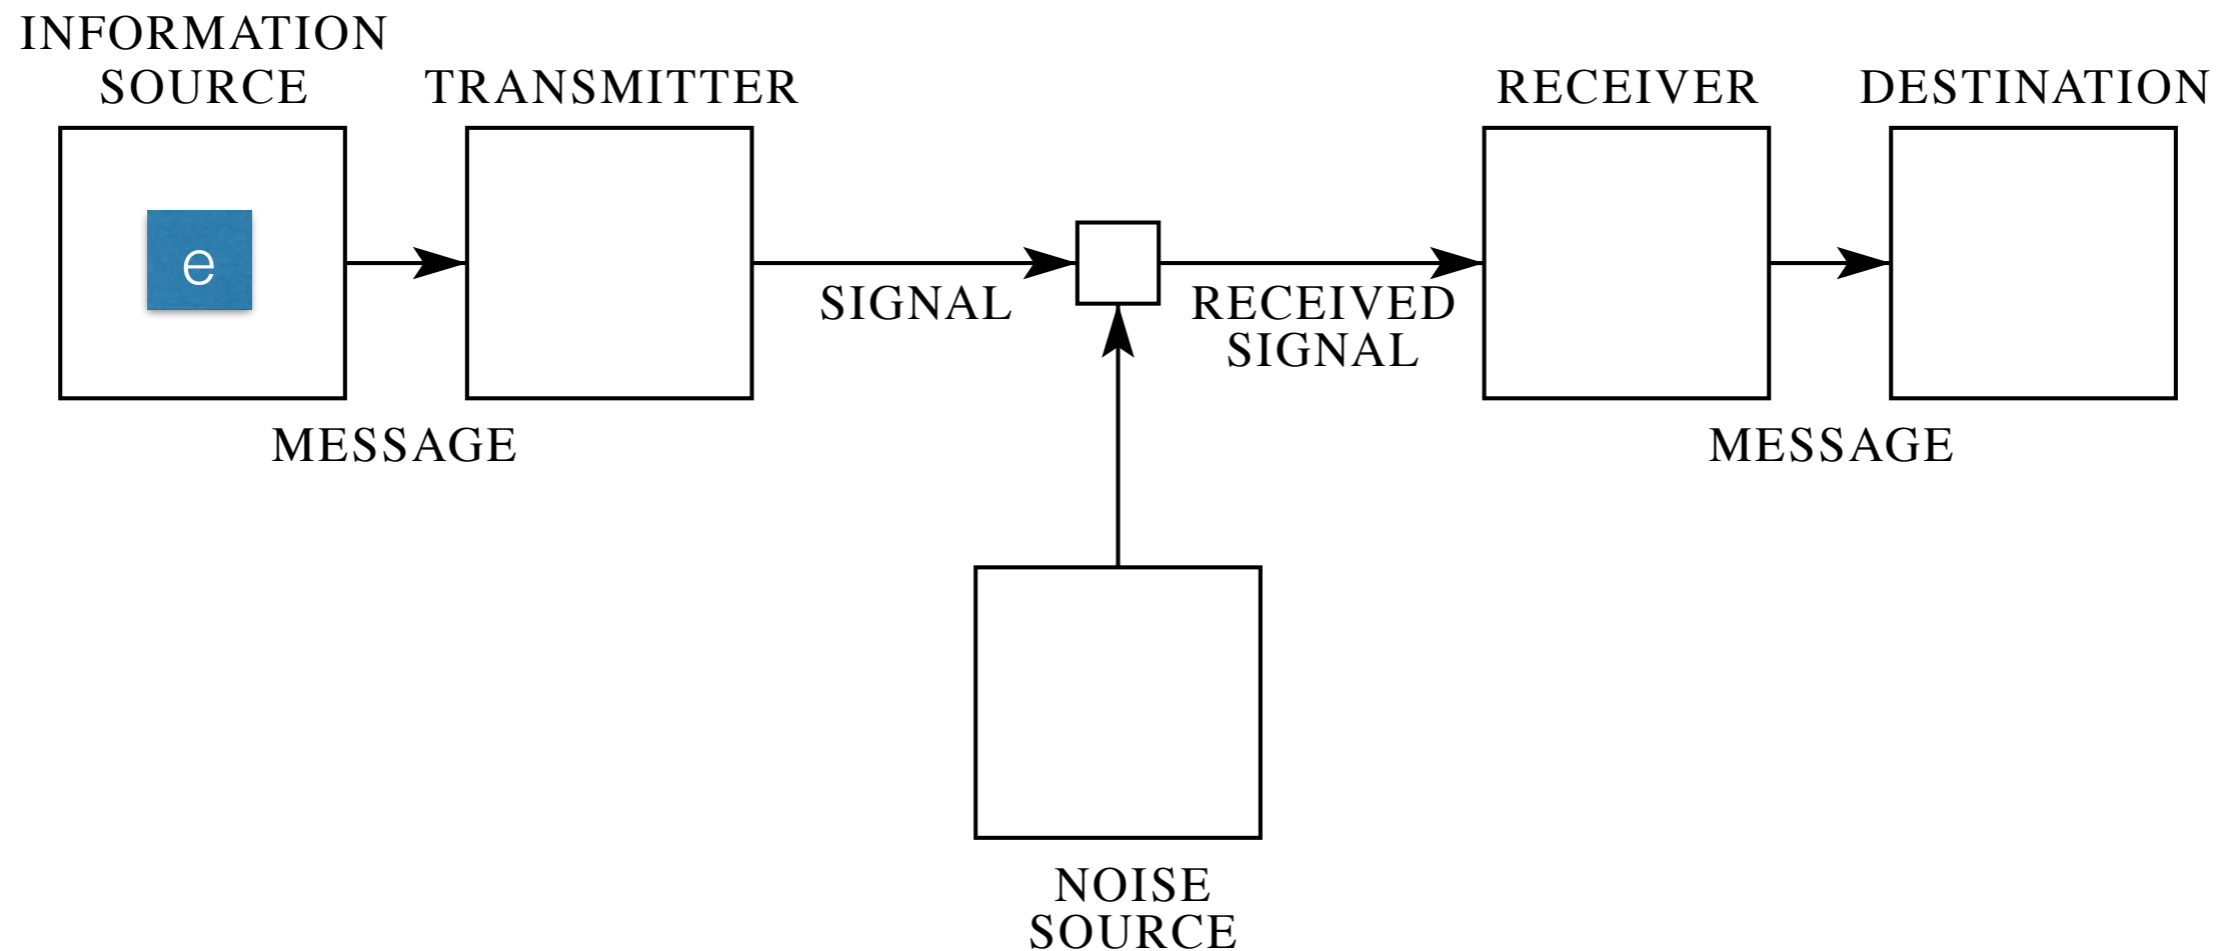 INFORMATION
SOURCE
TRANSMITTER
RECEIVER
DESTINATION
e
SIGNAL
RECEIVED
SIGNAL
MESSAGE
MESSAGE
NOISE
SOURCE